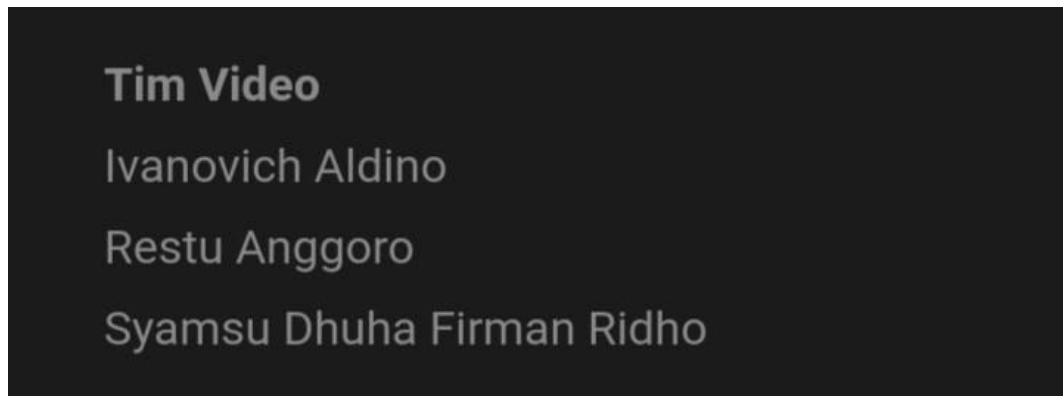 Tim Video
Ivanovich Aldino
Restu Anggoro
Syamsu Dhuha Firman Ridho